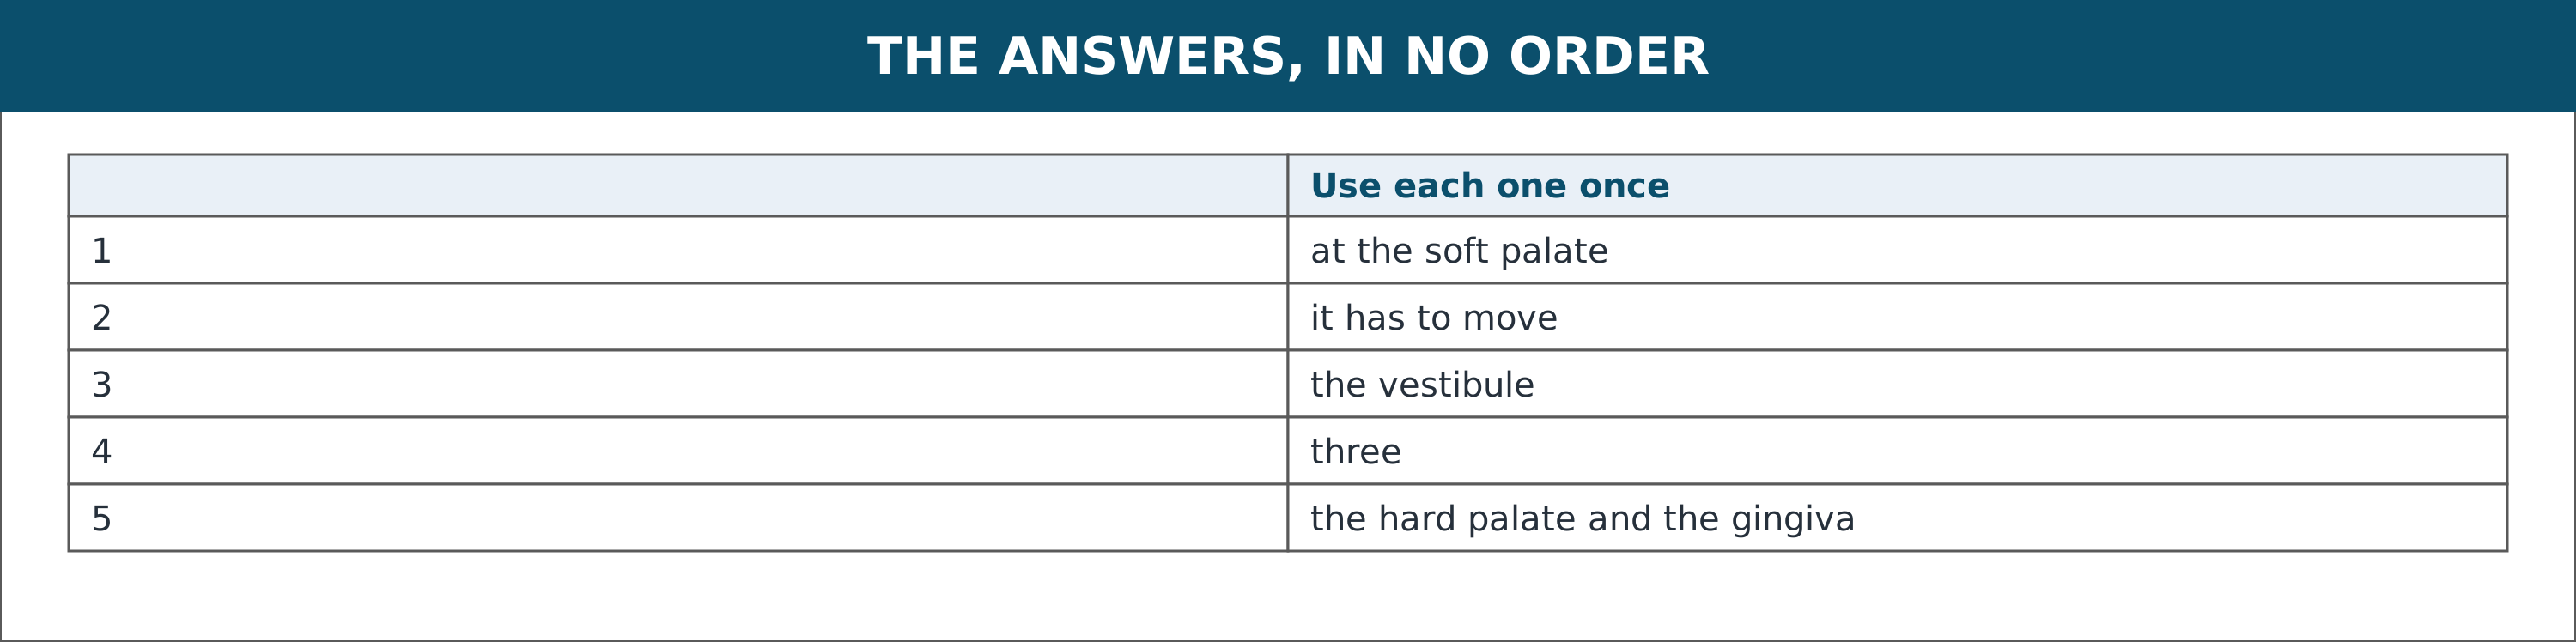 THE ANSWERS, IN NO ORDER
Use each one once
1 at the soft palate
2 it has to move
3 the vestibule
4 three
5 the hard palate and the gingiva